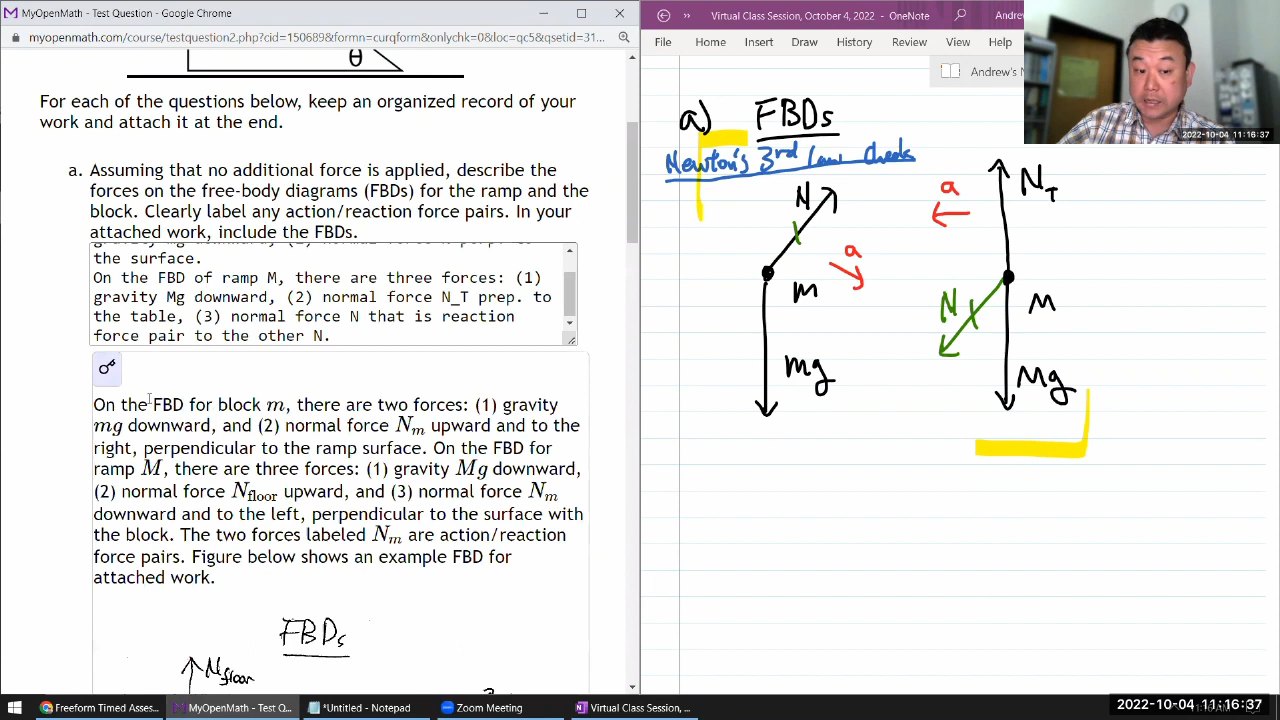 MyOpenMath - Test Question - Google Chrome
myopenmath.com/course/testquestion2.php?cid=150689&formn=curqform&onlychk=0&loc=qc5&qsetid=31...
θ
For each of the questions below, keep an organized record of your
work and attach it at the end.
a. Assuming that no additional force is applied, describe the
forces on the free-body diagrams (FBDs) for the ramp and the
block. Clearly label any action/reaction force pairs. In your
attached work, include the FBDs.
the surface.
On the FBD of ramp M, there are three forces: (1)
gravity Mg downward, (2) normal force N_T prep. to
the table, (3) normal force N that is reaction
force pair to the other N.
On the FBD for block m, there are two forces: (1) gravity
mg downward, and (2) normal force Nm upward and to the
right, perpendicular to the ramp surface. On the FBD for
ramp M, there are three forces: (1) gravity Mg downward,
(2) normal force Nfloor upward, and (3) normal force Nm
downward and to the left, perpendicular to the surface with
the block. The two forces labeled Nm are action/reaction
force pairs. Figure below shows an example FBD for
attached work.
FBDs
Nfloor
Virtual Class Session, October 4, 2022 - OneNote
Andrew
File Home Insert Draw History Review View Help
Andrew's N
2022-10-04 11:16:37
a) FBDs
Newton's 3rd Law Checks
N
a
m
mg
NT
a
N
M
Mg
Freeform Timed Asses...
MyOpenMath - Test Q...
*Untitled - Notepad
Zoom Meeting
Virtual Class Session, ...
2022-10-04 11:16:37